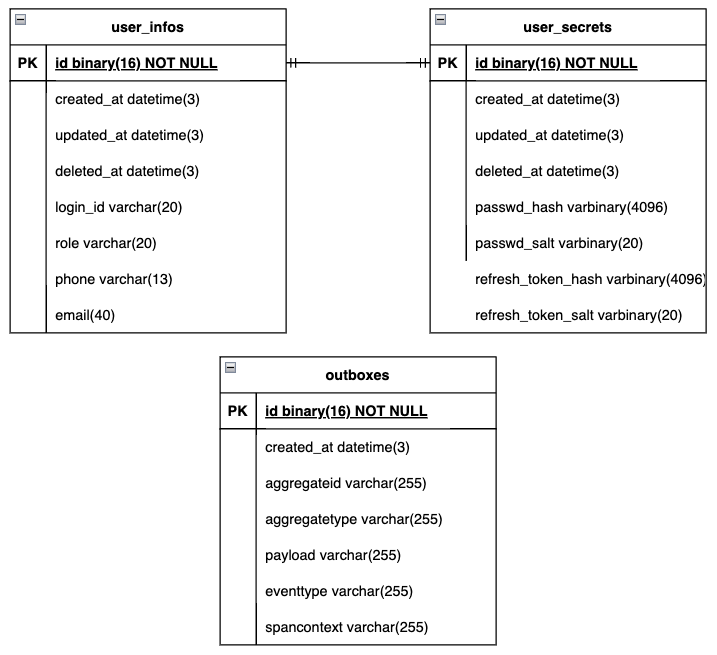 user_infos
PK id binary(16) NOT NULL
created_at datetime(3)
updated_at datetime(3)
deleted_at datetime(3)
login_id varchar(20)
role varchar(20)
phone varchar(13)
email(40)
user_secrets
PK id binary(16) NOT NULL
created_at datetime(3)
updated_at datetime(3)
deleted_at datetime(3)
passwd_hash varbinary(4096)
passwd_salt varbinary(20)
refresh_token_hash varbinary(4096)
refresh_token_salt varbinary(20)
outboxes
PK id binary(16) NOT NULL
created_at datetime(3)
aggregateid varchar(255)
aggregatetype varchar(255)
payload varchar(255)
eventtype varchar(255)
spancontext varchar(255)